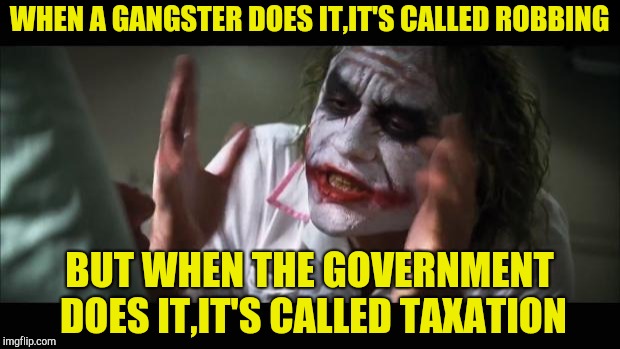 WHEN A GANGSTER DOES IT,IT'S CALLED ROBBING
BUT WHEN THE GOVERNMENT
DOES IT,IT'S CALLED TAXATION
imgflip.com